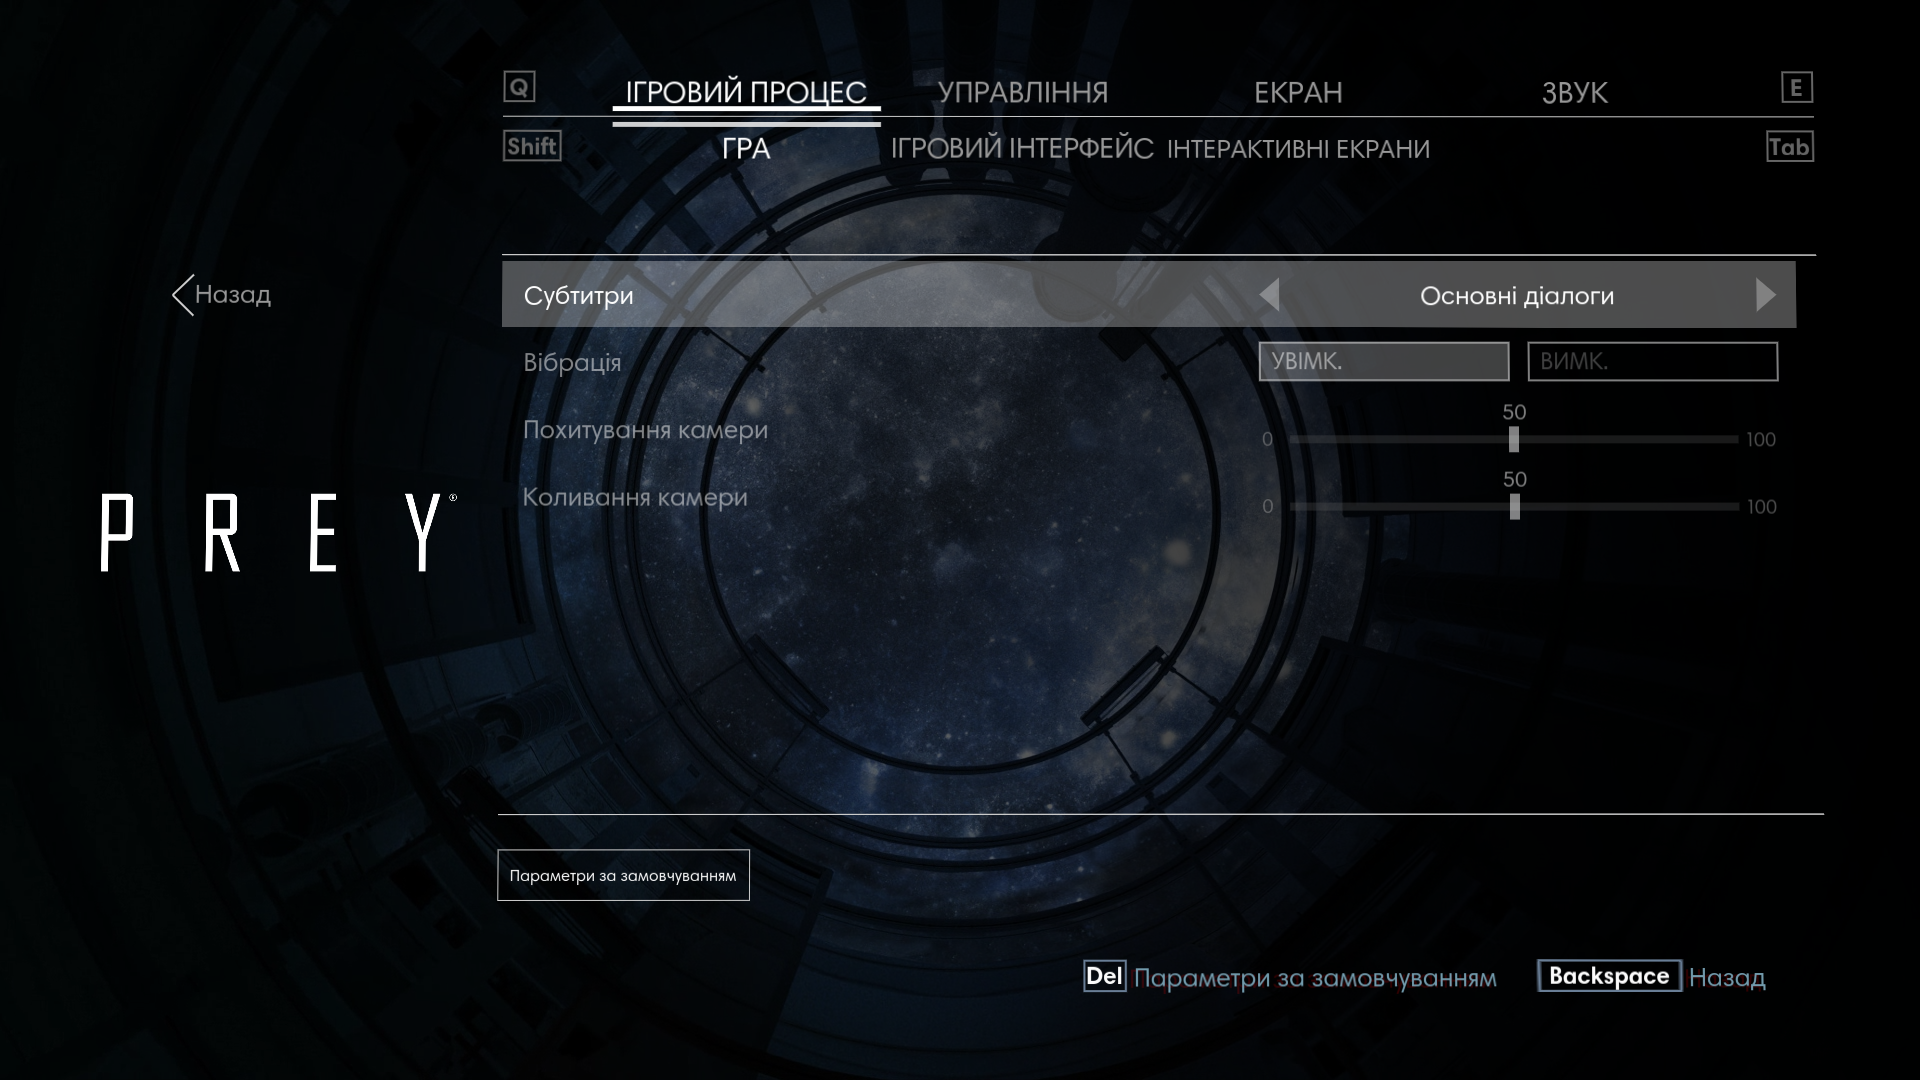 Q ІГРОВИЙ ПРОЦЕС УПРАВЛІННЯ ЕКРАН ЗВУК E
Shift ГРА ІГРОВИЙ ІНТЕРФЕЙС ІНТЕРАКТИВНІ ЕКРАНИ Tab
Назад
Субтитри Основні діалоги
Вібрація УВІМК. ВИМК.
Похитування камери 0 50 100
Коливання камери 0 50 100
PREY®
Параметри за замовчуванням
Del Параметри за замовчуванням Backspace Назад